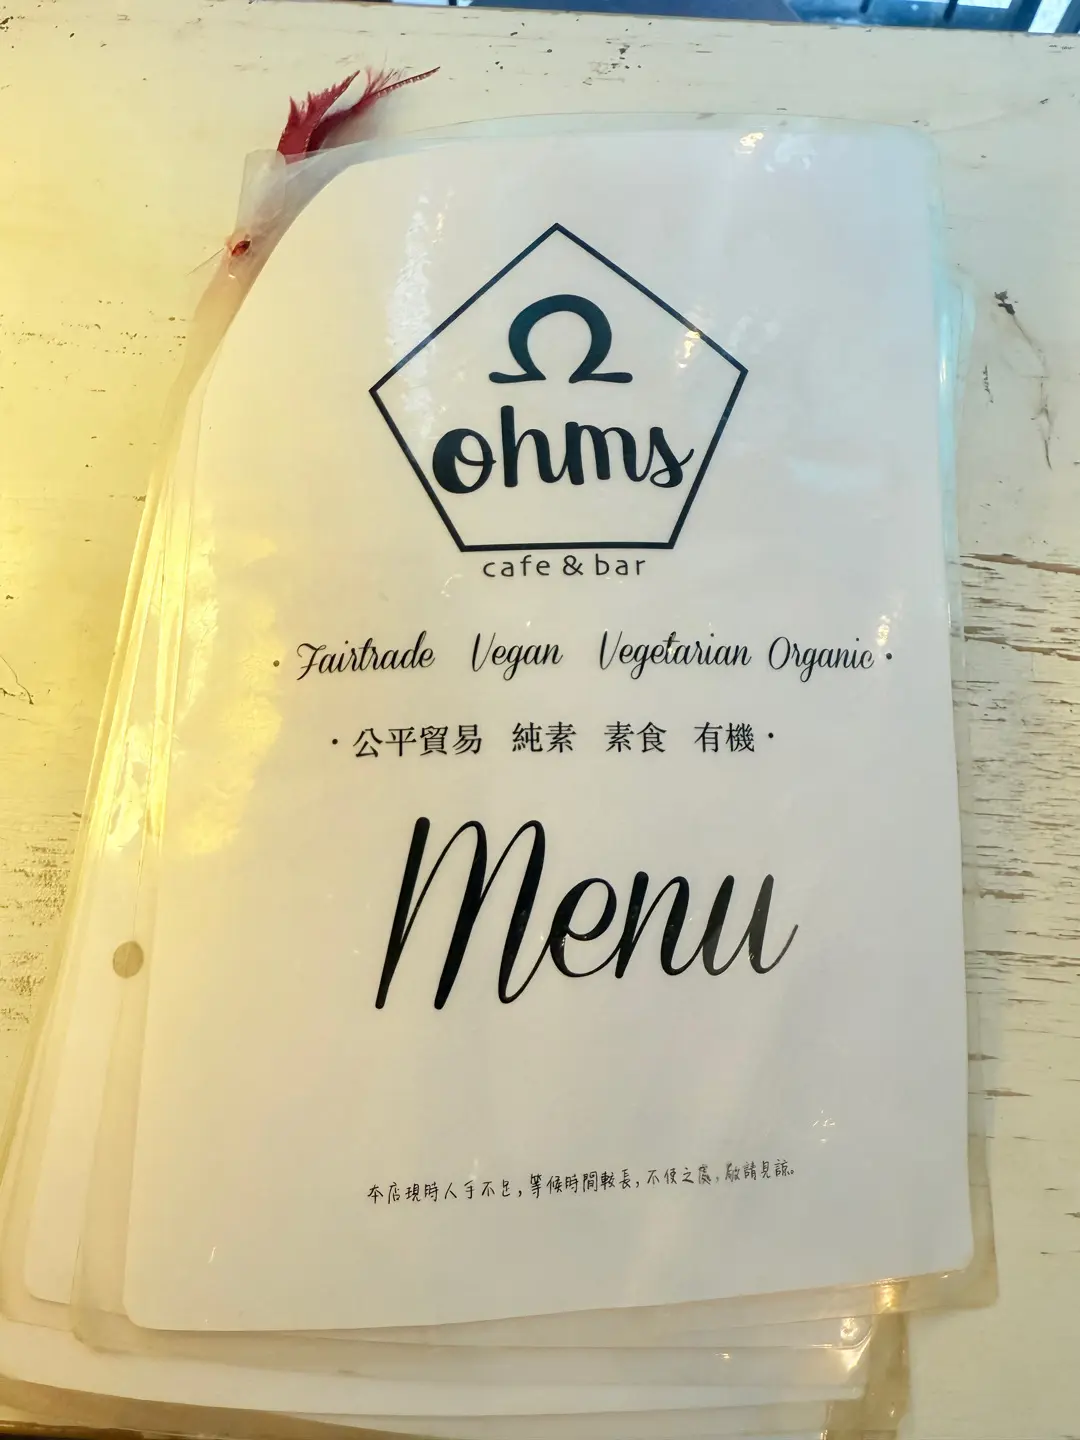 Ω
ohms
cafe & bar
· Fairtrade Vegan Vegetarian Organic ·
· 公平貿易 純素 素食 有機 ·
Menu
本店現時人手不足，等候時間較長，不便之處，敬請見諒。